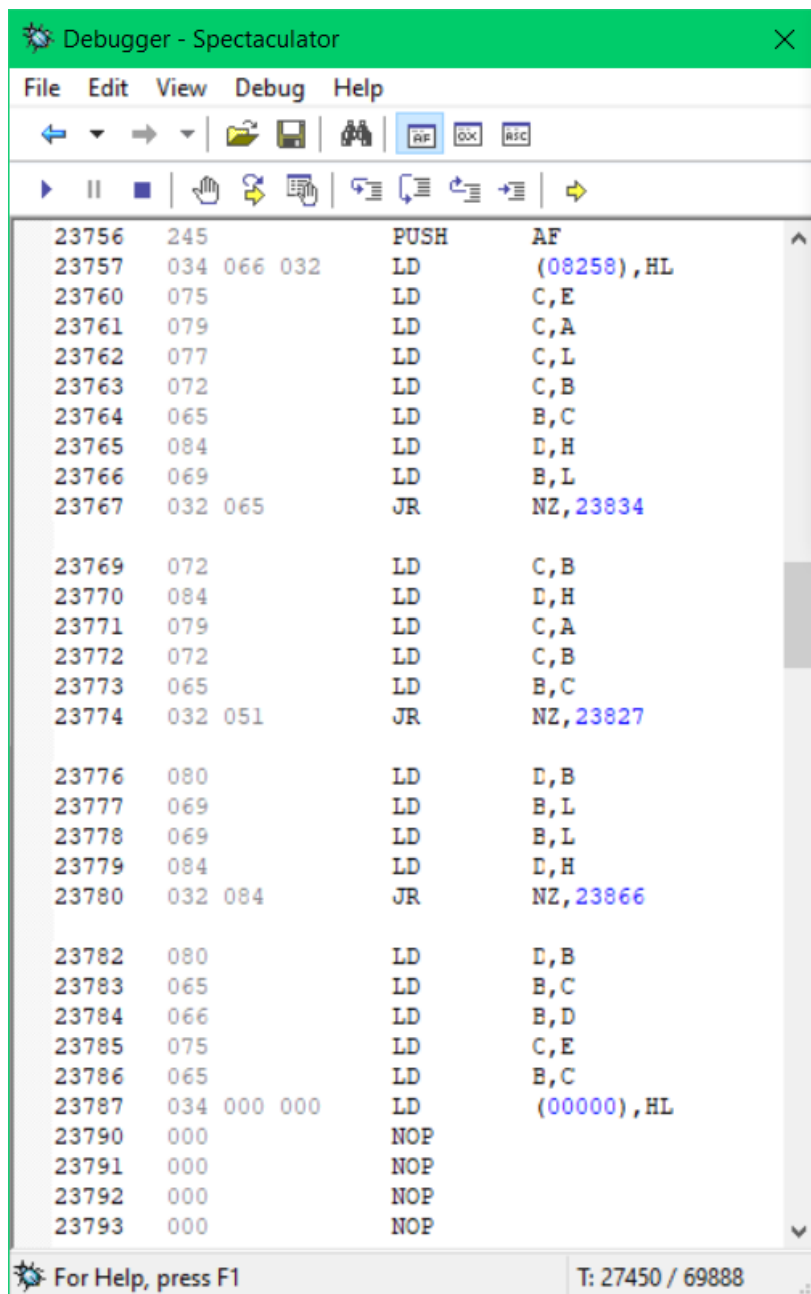 Debugger - Spectaculator
File Edit View Debug Help
AF 0X ASC
23756 245 PUSH AF
23757 034 066 032 LD (08258),HL
23760 075 LD C,E
23761 079 LD C,A
23762 077 LD C,L
23763 072 LD C,B
23764 065 LD B,C
23765 084 LD D,H
23766 069 LD B,L
23767 032 065 JR NZ,23834
23769 072 LD C,B
23770 084 LD D,H
23771 079 LD C,A
23772 072 LD C,B
23773 065 LD B,C
23774 032 051 JR NZ,23827
23776 080 LD D,B
23777 069 LD B,L
23778 069 LD B,L
23779 084 LD D,H
23780 032 084 JR NZ,23866
23782 080 LD D,B
23783 065 LD B,C
23784 066 LD B,D
23785 075 LD C,E
23786 065 LD B,C
23787 034 000 000 LD (00000),HL
23790 000 NOP
23791 000 NOP
23792 000 NOP
23793 000 NOP
For Help, press F1 T: 27450 / 69888